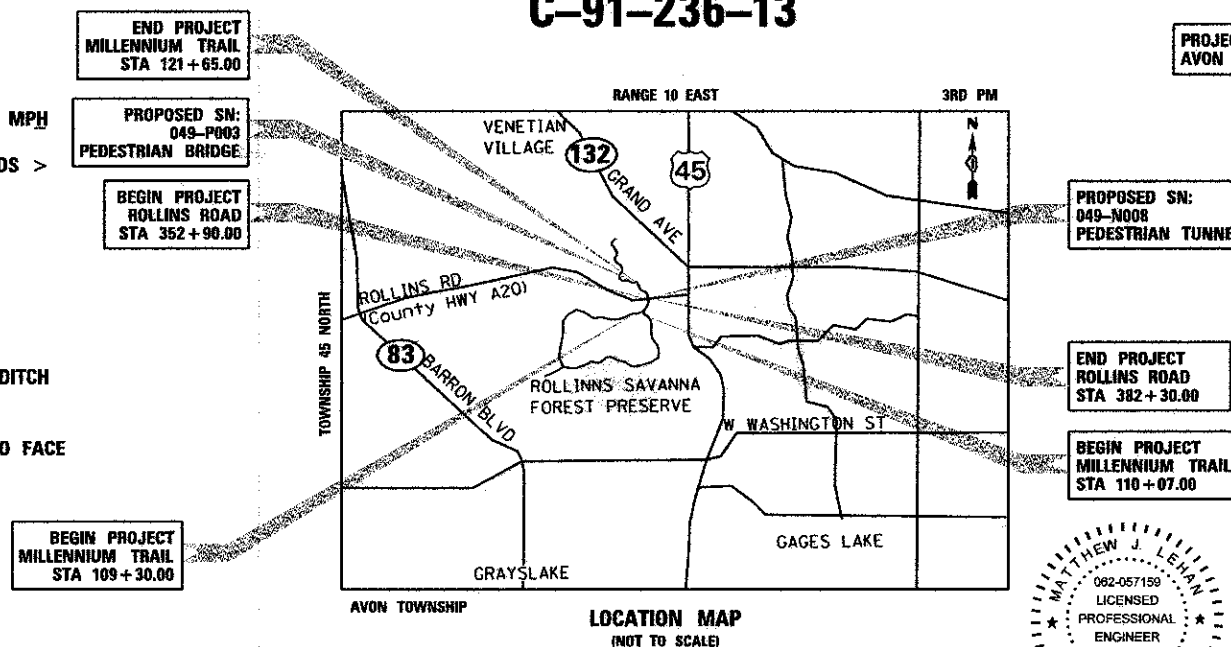 C-91-236-13
END PROJECT
MILLENNIUM TRAIL
STA 121+65.00
PROJE
AVON
MPH
DS >
PROPOSED SN:
049-P003
PEDESTRIAN BRIDGE
BEGIN PROJECT
ROLLINS ROAD
STA 352+90.00
RANGE 10 EAST
3RD PM
VENETIAN
VILLAGE
132
GRAND AVE
45
N
PROPOSED SN:
049-N008
PEDESTRIAN TUNNE
ROLLINS RD
(County HWY A20)
TOWNSHIP 45 NORTH
83
BARRON BLVD
ROLLINNS SAVANNA
FOREST PRESERVE
W WASHINGTON ST
DITCH
END PROJECT
ROLLINS ROAD
STA 382+30.00
O FACE
BEGIN PROJECT
MILLENNIUM TRAIL
STA 110+07.00
BEGIN PROJECT
MILLENNIUM TRAIL
STA 109+30.00
GRAYSLAKE
GAGES LAKE
AVON TOWNSHIP
LOCATION MAP
(NOT TO SCALE)
MATTHEW J. LEHAN
062-057159
LICENSED
PROFESSIONAL
ENGINEER